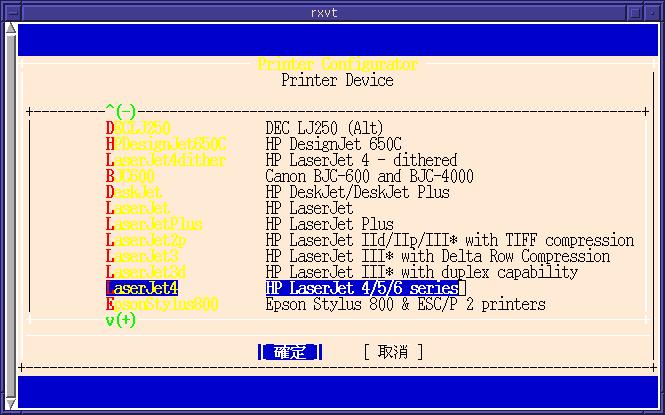 rxvt
Printer Configurator
Printer Device
^(-)
DECLJ250 DEC LJ250 (Alt)
HPDesignJet650C HP DesignJet 650C
LaserJet4dither HP LaserJet 4 - dithered
BJC600 Canon BJC-600 and BJC-4000
DeskJet HP DeskJet/DeskJet Plus
LaserJet HP LaserJet
LaserJetPlus HP LaserJet Plus
LaserJet2p HP LaserJet IId/IIp/III* with TIFF compression
LaserJet3 HP LaserJet III* with Delta Row Compression
LaserJet3d HP LaserJet III* with duplex capability
LaserJet4 HP LaserJet 4/5/6 series
EpsonStylus800 Epson Stylus 800 & ESC/P 2 printers
v(+)
[ 確定 ] [ 取消 ]